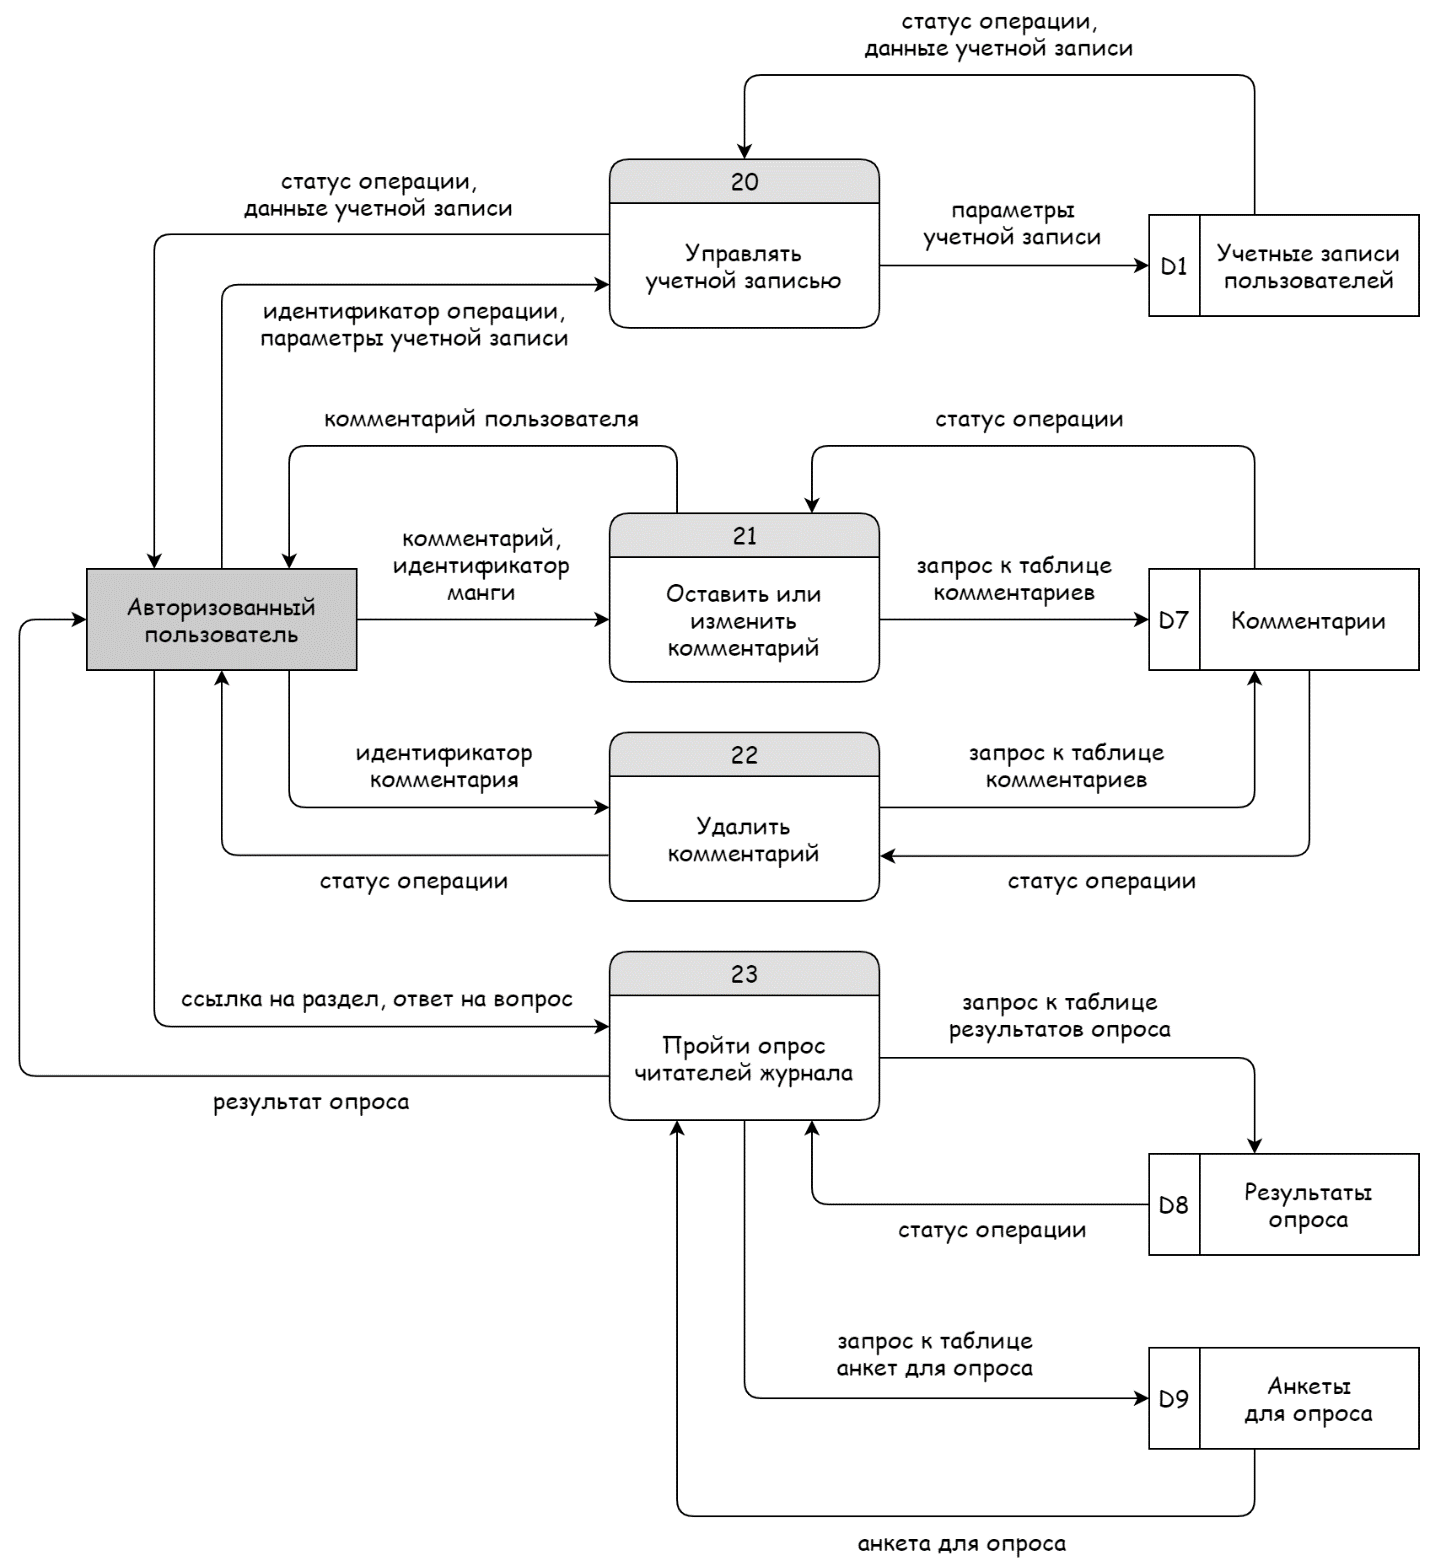 статус операции,
данные учетной записи
20
Управлять
учетной записью
статус операции,
данные учетной записи
параметры
учетной записи
D1
Учетные записи
пользователей
идентификатор операции,
параметры учетной записи
комментарий пользователя
статус операции
21
Оставить или
изменить
комментарий
комментарий,
идентификатор
манги
запрос к таблице
комментариев
Авторизованный
пользователь
D7
Комментарии
22
Удалить
комментарий
идентификатор
комментария
запрос к таблице
комментариев
статус операции
статус операции
23
Пройти опрос
читателей журнала
ссылка на раздел, ответ на вопрос
запрос к таблице
результатов опроса
результат опроса
D8
Результаты
опроса
статус операции
запрос к таблице
анкет для опроса
D9
Анкеты
для опроса
анкета для опроса